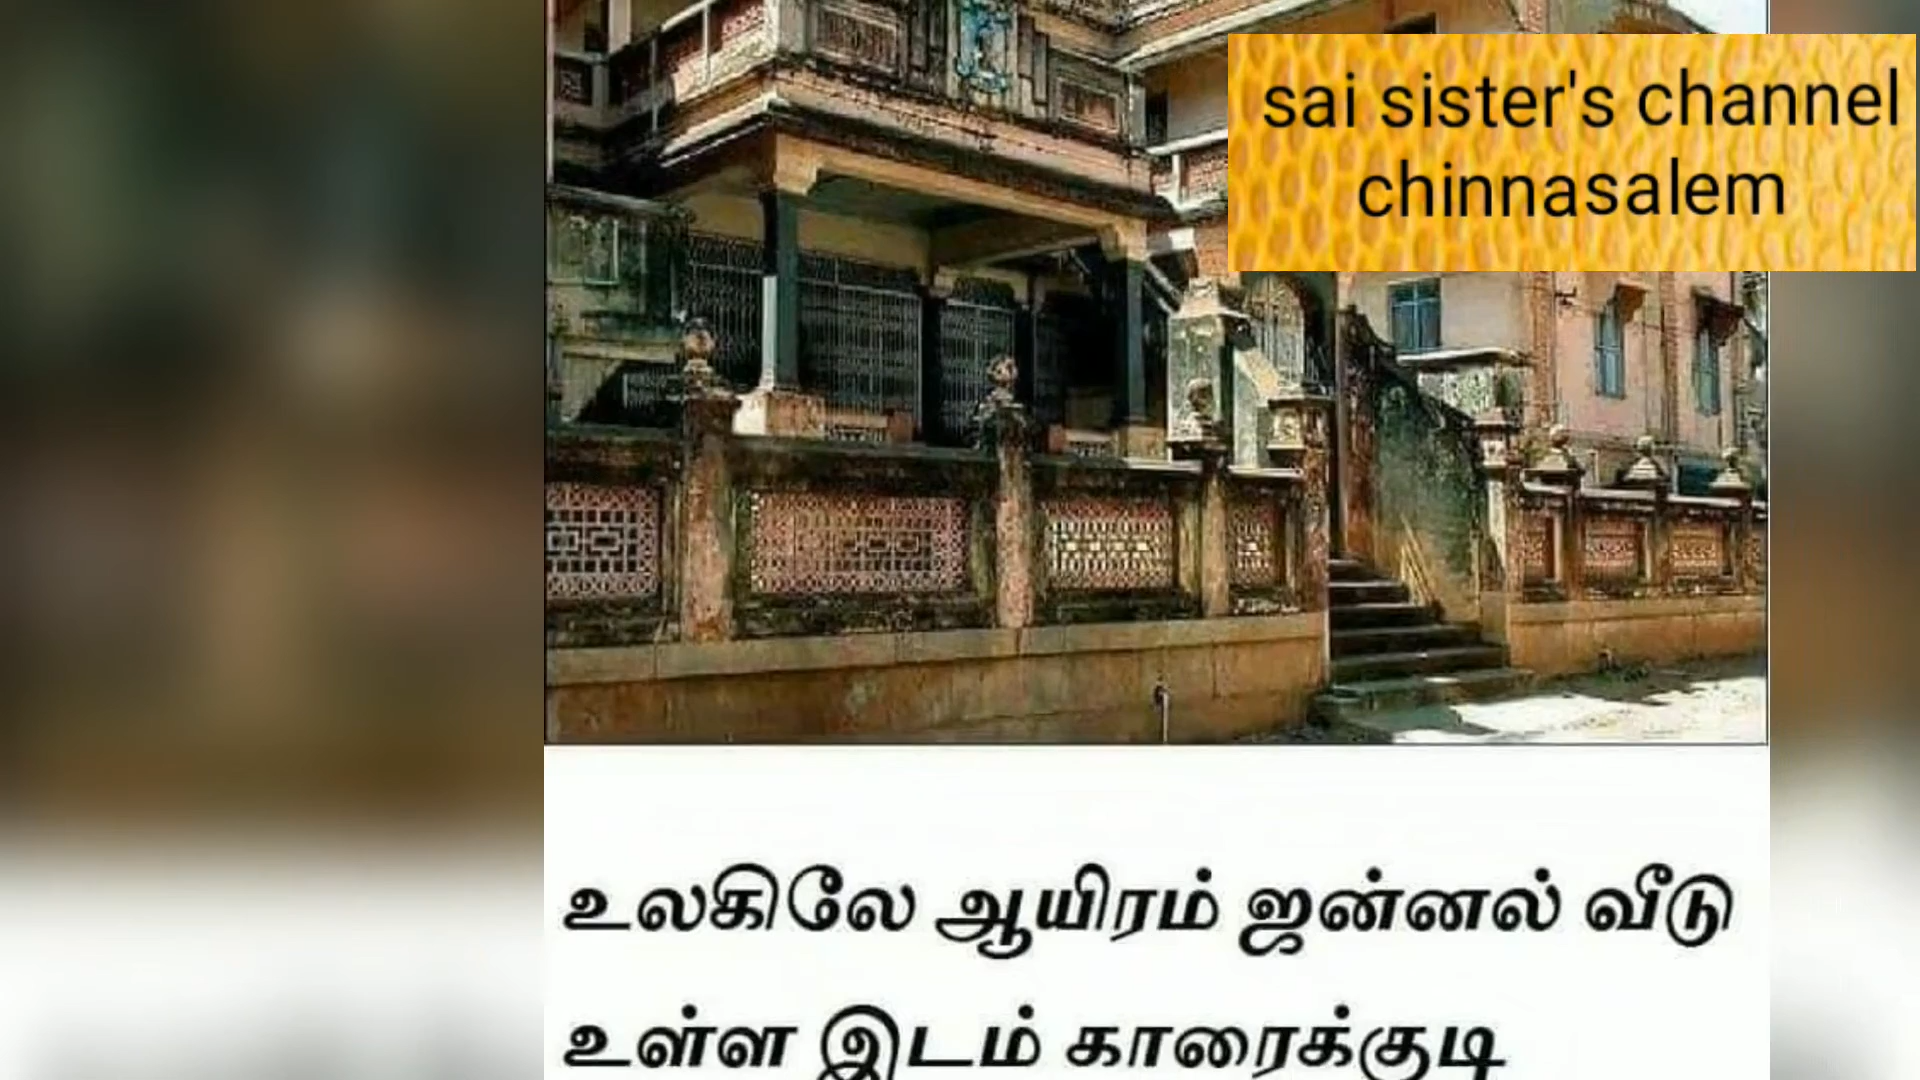 sai sister's channel
chinnasalem
உலகிலே ஆயிரம் ஜன்னல் வீடு
உள்ள இடம் காரைக்குடி